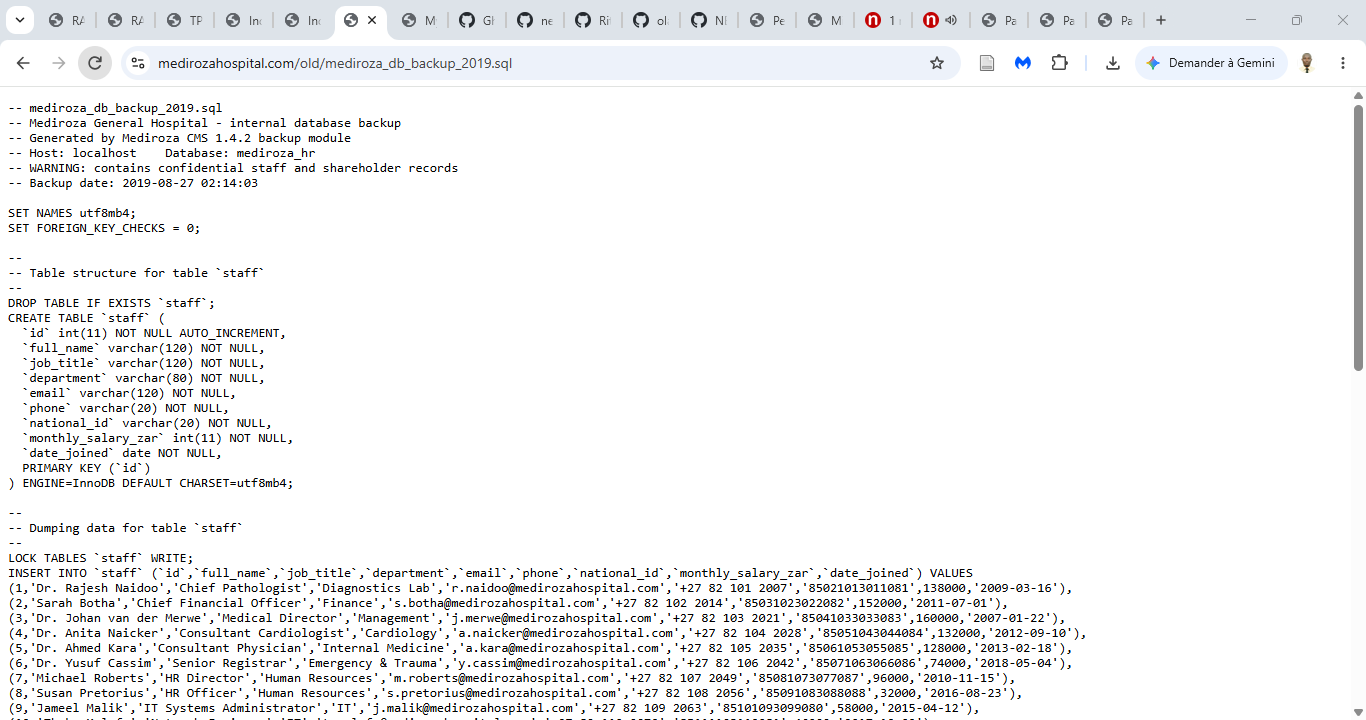 RA RA TP Inc Inc M Gh ne Ri ol NI Pe M 1 Pa Pa Pa
medirozahospital.com/old/mediroza_db_backup_2019.sql
Demander à Gemini
-- mediroza_db_backup_2019.sql
-- Mediroza General Hospital - internal database backup
-- Generated by Mediroza CMS 1.4.2 backup module
-- Host: localhost    Database: mediroza_hr
-- WARNING: contains confidential staff and shareholder records
-- Backup date: 2019-08-27 02:14:03
SET NAMES utf8mb4;
SET FOREIGN_KEY_CHECKS = 0;
--
-- Table structure for table `staff`
--
DROP TABLE IF EXISTS `staff`;
CREATE TABLE `staff` (
  `id` int(11) NOT NULL AUTO_INCREMENT,
  `full_name` varchar(120) NOT NULL,
  `job_title` varchar(120) NOT NULL,
  `department` varchar(80) NOT NULL,
  `email` varchar(120) NOT NULL,
  `phone` varchar(20) NOT NULL,
  `national_id` varchar(20) NOT NULL,
  `monthly_salary_zar` int(11) NOT NULL,
  `date_joined` date NOT NULL,
  PRIMARY KEY (`id`)
) ENGINE=InnoDB DEFAULT CHARSET=utf8mb4;
--
-- Dumping data for table `staff`
--
LOCK TABLES `staff` WRITE;
INSERT INTO `staff` (`id`,`full_name`,`job_title`,`department`,`email`,`phone`,`national_id`,`monthly_salary_zar`,`date_joined`) VALUES
(1,'Dr. Rajesh Naidoo','Chief Pathologist','Diagnostics Lab','r.naidoo@medirozahospital.com','+27 82 101 2007','85021013011081',138000,'2009-03-16'),
(2,'Sarah Botha','Chief Financial Officer','Finance','s.botha@medirozahospital.com','+27 82 102 2014','85031023022082',152000,'2011-07-01'),
(3,'Dr. Johan van der Merwe','Medical Director','Management','j.merwe@medirozahospital.com','+27 82 103 2021','85041033033083',160000,'2007-01-22'),
(4,'Dr. Anita Naicker','Consultant Cardiologist','Cardiology','a.naicker@medirozahospital.com','+27 82 104 2028','85051043044084',132000,'2012-09-10'),
(5,'Dr. Ahmed Kara','Consultant Physician','Internal Medicine','a.kara@medirozahospital.com','+27 82 105 2035','85061053055085',128000,'2013-02-18'),
(6,'Dr. Yusuf Cassim','Senior Registrar','Emergency & Trauma','y.cassim@medirozahospital.com','+27 82 106 2042','85071063066086',74000,'2018-05-04'),
(7,'Michael Roberts','HR Director','Human Resources','m.roberts@medirozahospital.com','+27 82 107 2049','85081073077087',96000,'2010-11-15'),
(8,'Susan Pretorius','HR Officer','Human Resources','s.pretorius@medirozahospital.com','+27 82 108 2056','85091083088088',32000,'2016-08-23'),
(9,'Jameel Malik','IT Systems Administrator','IT','j.malik@medirozahospital.com','+27 82 109 2063','85101093099080',58000,'2015-04-12'),